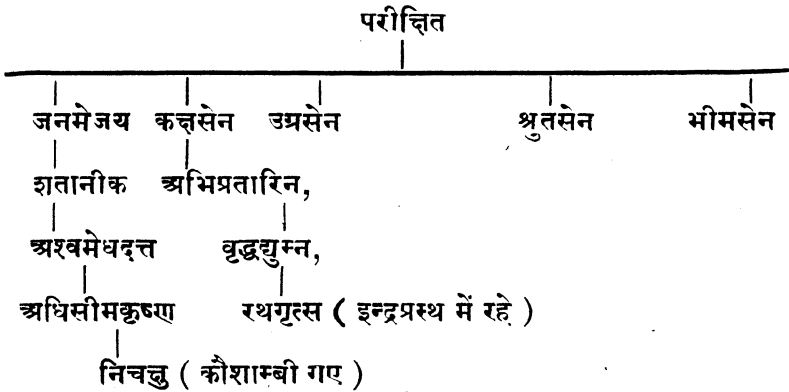 परीक्षित
जनमेजय कक्षसेन उग्रसेन श्रुतसेन भीमसेन
शतानीक अभिप्रतारिन,
अश्वमेधदत्त वृद्धद्युम्न,
अधिसीमकृष्ण रथगृत्स ( इन्द्रप्रस्थ में रहे )
निचक्षु ( कौशाम्बी गए )